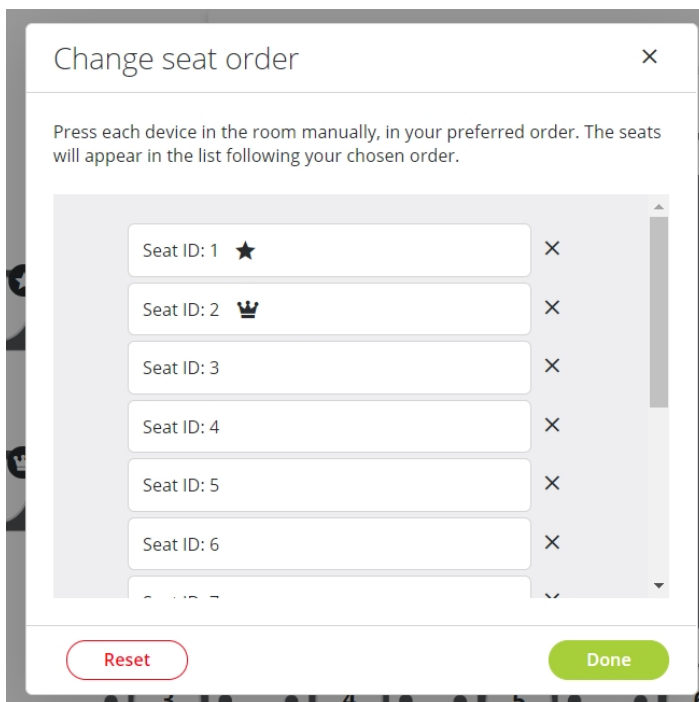 Change seat order
Press each device in the room manually, in your preferred order. The seats
will appear in the list following your chosen order.
Seat ID: 1
Seat ID: 2
Seat ID: 3
Seat ID: 4
Seat ID: 5
Seat ID: 6
Reset
Done